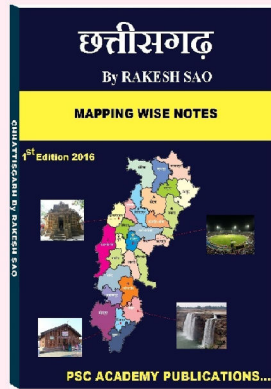 छत्तीसगढ़
By RAKESH SAO
MAPPING WISE NOTES
1st Edition 2016
CHHATTISGARH By RAKESH SAO
PSC ACADEMY PUBLICATIONS...